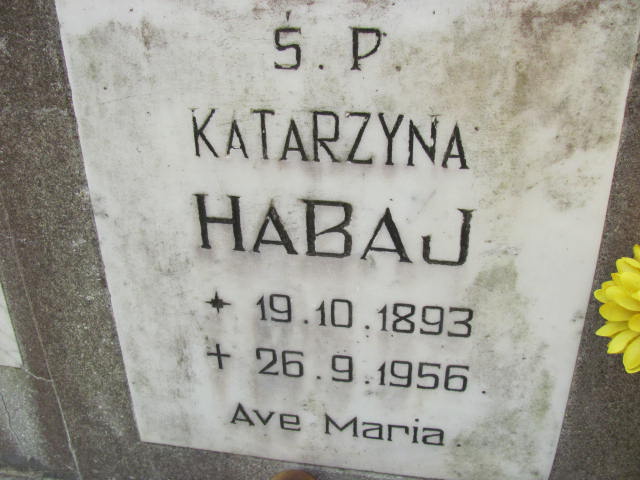 Ś. P.
KATARZYNA
HABAJ
* 19.10.1893
+ 26.9.1956.
Ave Maria.